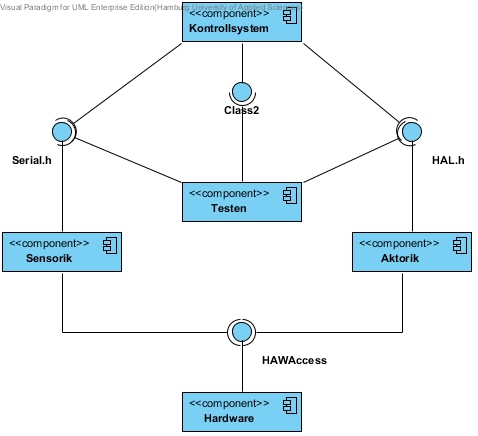 Visual Paradigm for UML Enterprise Edition(Hamburg University of Applied Sciences)
<<component>>
Kontrollsystem
Class2
Serial.h
HAL.h
<<component>>
Testen
<<component>>
Sensorik
<<component>>
Aktorik
HAWAccess
<<component>>
Hardware